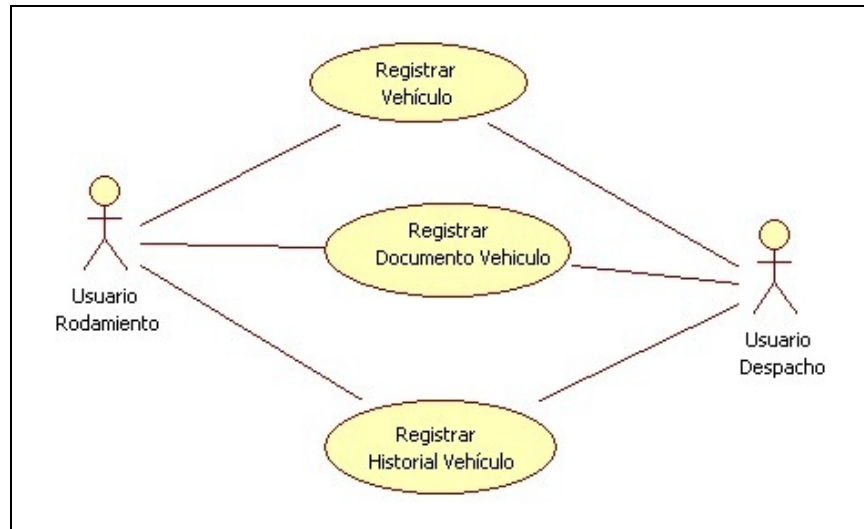 Registrar
Vehículo
Registrar
Documento Vehiculo
Usuario
Rodamiento
Usuario
Despacho
Registrar
Historial Vehículo